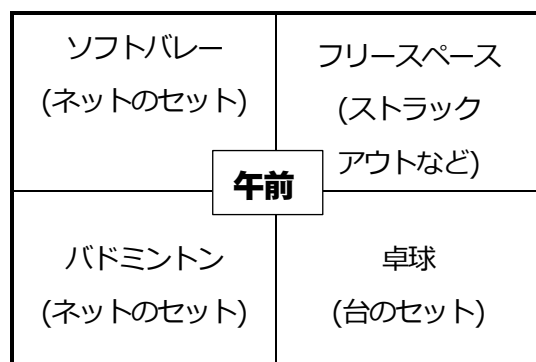 ソフトバレー
(ネットのセット)
フリースペース
(ストラック
アウトなど)
午前
バドミントン
(ネットのセット)
卓球
(台のセット)